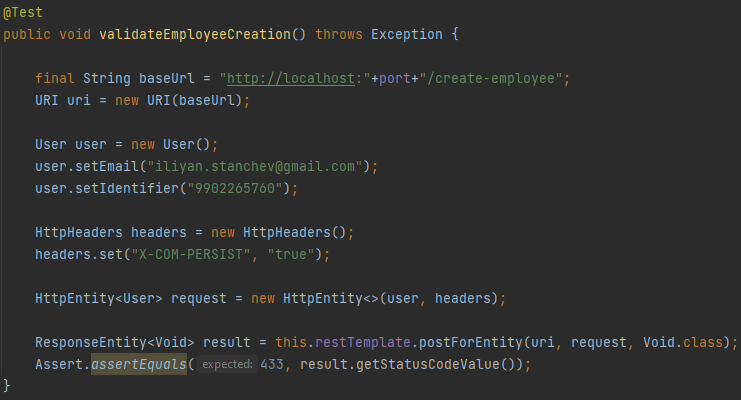 @Test
public void validateEmployeeCreation() throws Exception {
final String baseUrl = "http://localhost:"+port+"/create-employee";
URI uri = new URI(baseUrl);
User user = new User();
user.setEmail("iliyan.stanchev@gmail.com");
user.setIdentifier("9902265760");
HttpHeaders headers = new HttpHeaders();
headers.set("X-COM-PERSIST", "true");
HttpEntity<User> request = new HttpEntity<>(user, headers);
ResponseEntity<Void> result = this.restTemplate.postForEntity(uri, request, Void.class);
Assert.assertEquals( expected: 433, result.getStatusCodeValue());
}